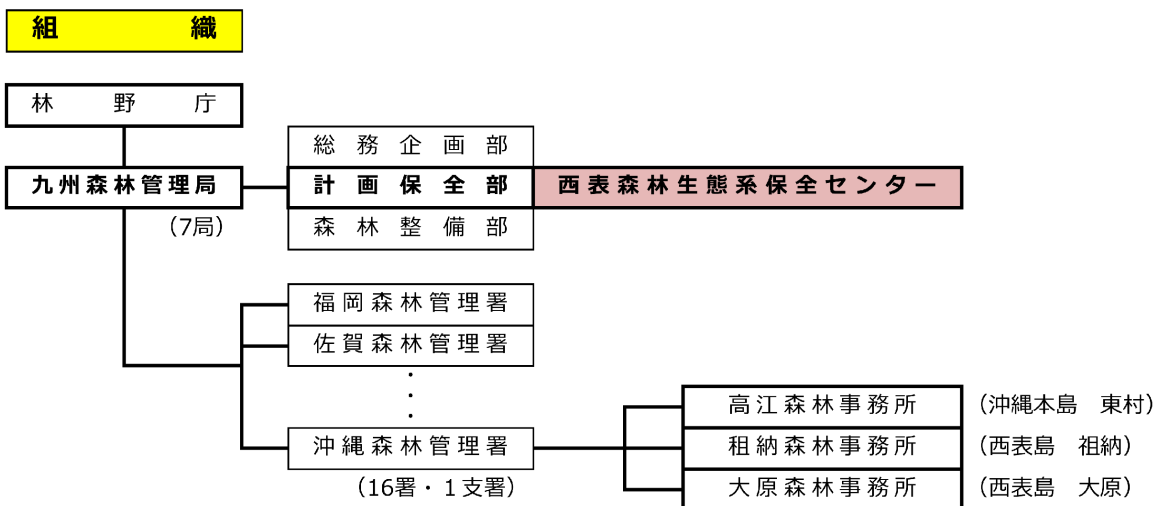 組織
林野庁
総務企画部
九州森林管理局 計画保全部 西表森林生態系保全センター
(7局) 森林整備部
福岡森林管理署
佐賀森林管理署
・
・
・
高江森林事務所 (沖縄本島 東村)
沖縄森林管理署 租納森林事務所 (西表島 祖納)
(16署・1支署) 大原森林事務所 (西表島 大原)